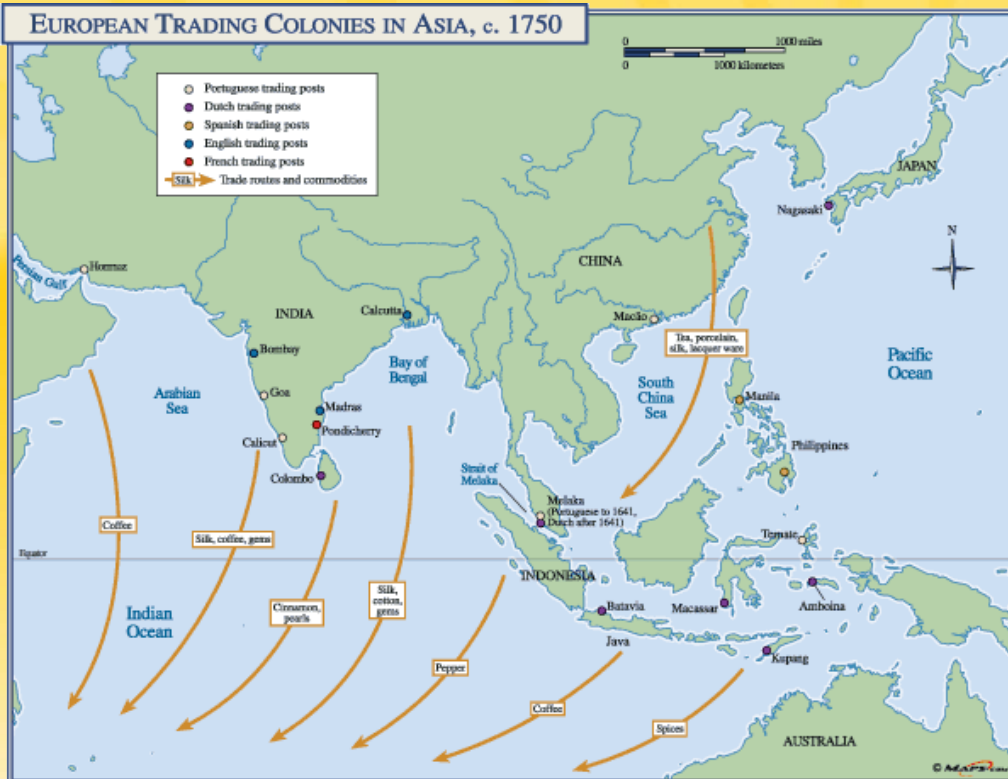 EUROPEAN TRADING COLONIES IN ASIA, c. 1750
0 1000 miles
0 1000 kilometers
Portuguese trading posts
Dutch trading posts
Spanish trading posts
English trading posts
French trading posts
Silk Trade routes and commodities
JAPAN
Nagasaki
N
CHINA
Persian Gulf
Hormuz
INDIA
Calcutta
Macão
Tea, porcelain,
silk, lacquer ware
Bombay
Bay of
Bengal
Pacific
Ocean
Arabian
Sea
South
China
Sea
Goa
Madras
Manila
Pondicherry
Calicut
Philippines
Colombo
Strait of
Melaka
Melaka
(Portuguese to 1641,
Dutch after 1641)
Coffee
Silk, coffee, gems
Ternate
Equator
INDONESIA
Silk,
cotton,
gems
Cinnamon,
pearls
Indian
Ocean
Batavia
Macassar
Amboina
Java
Kupang
Pepper
Coffee
Spices
AUSTRALIA
© MAPS.com